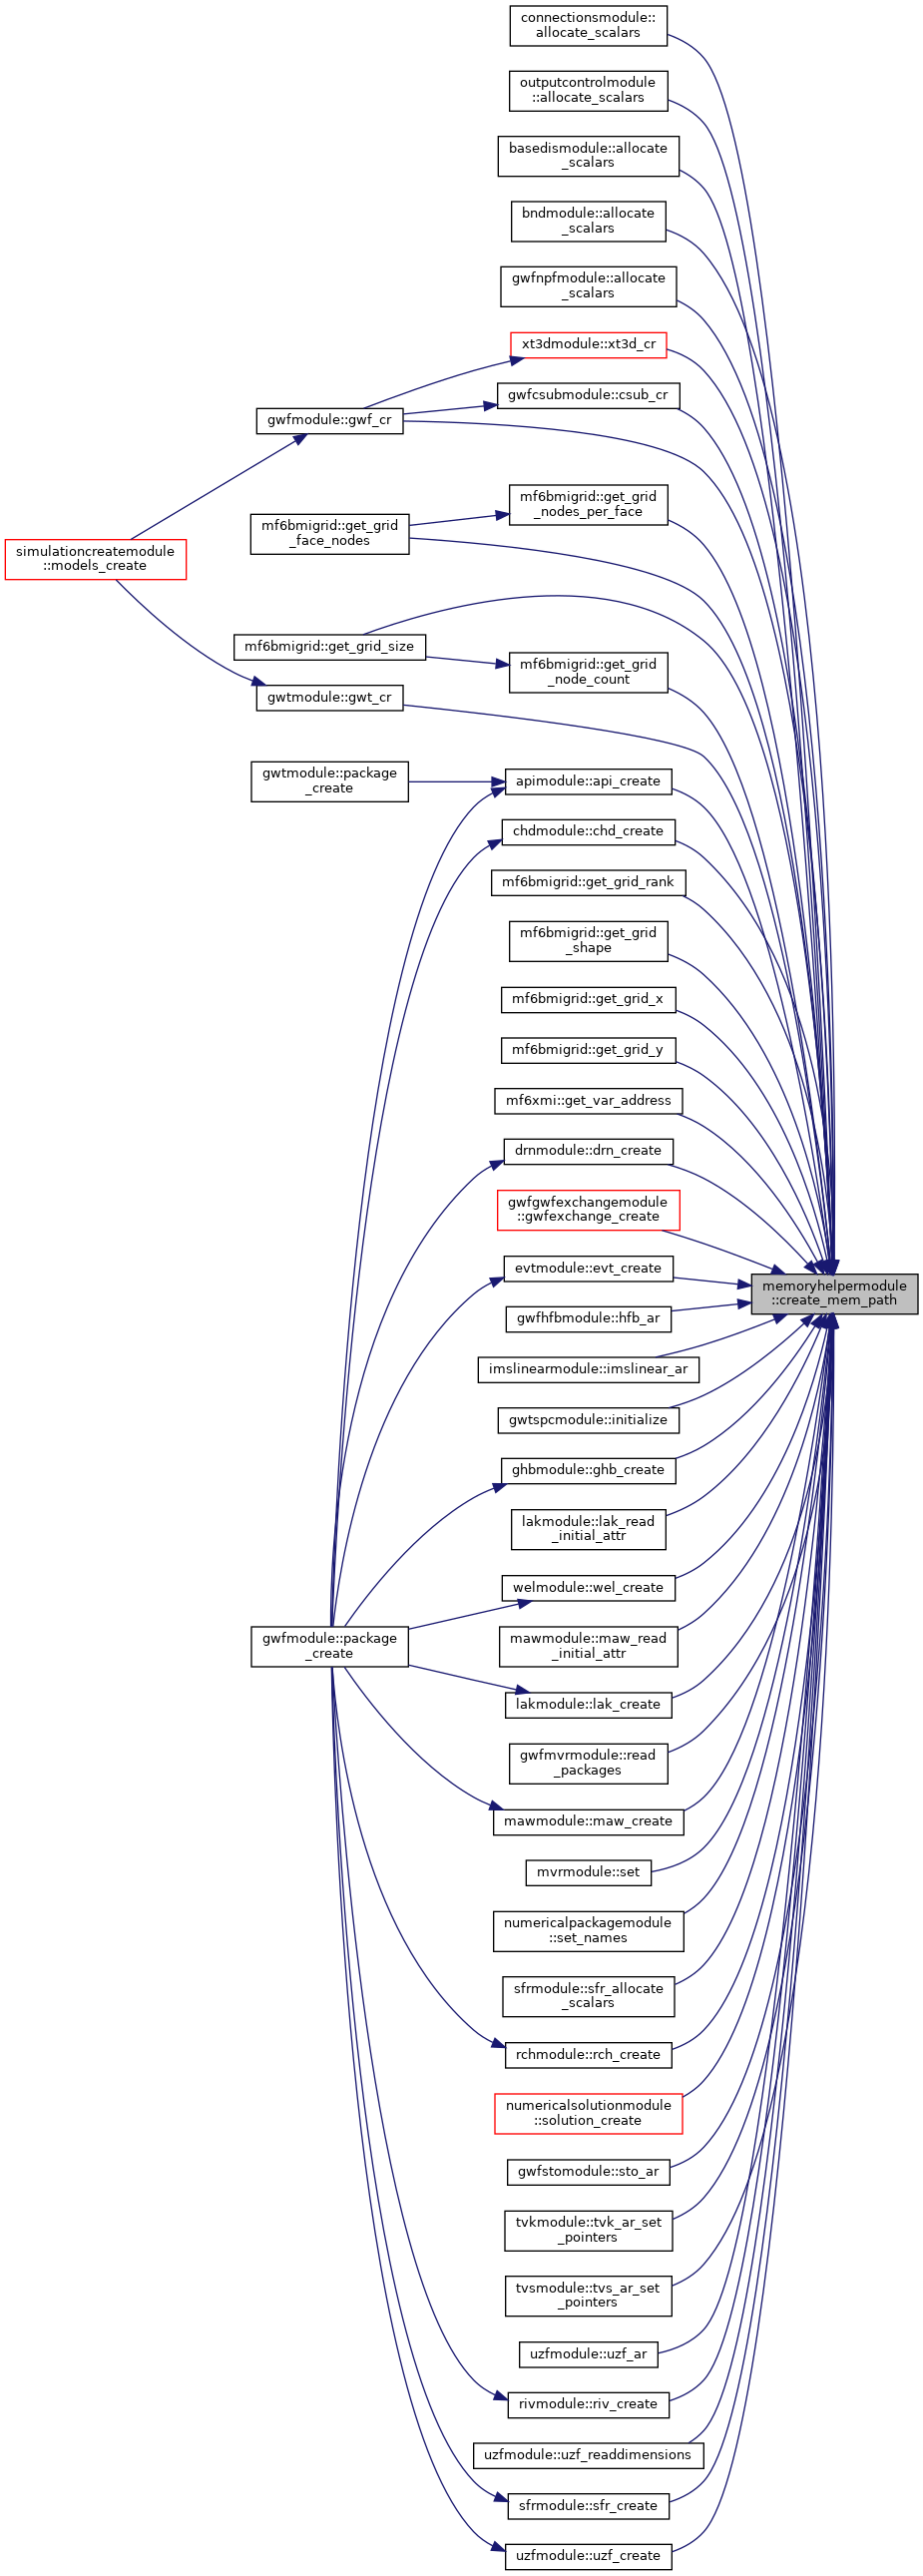 connectionsmodule::
allocate_scalars
outputcontrolmodule
::allocate_scalars
basedismodule::allocate
_scalars
bndmodule::allocate
_scalars
gwfnpfmodule::allocate
_scalars
xt3dmodule::xt3d_cr
gwfcsubmodule::csub_cr
gwfmodule::gwf_cr
mf6bmigrid::get_grid
_nodes_per_face
mf6bmigrid::get_grid
_face_nodes
simulationcreatemodule
::models_create
mf6bmigrid::get_grid_size
mf6bmigrid::get_grid
_node_count
gwtmodule::gwt_cr
gwtmodule::package
_create
apimodule::api_create
chdmodule::chd_create
mf6bmigrid::get_grid_rank
mf6bmigrid::get_grid
_shape
mf6bmigrid::get_grid_x
mf6bmigrid::get_grid_y
mf6xmi::get_var_address
drnmodule::drn_create
gwfgwfexchangemodule
::gwfexchange_create
evtmodule::evt_create
memoryhelpermodule
::create_mem_path
gwfhfbmodule::hfb_ar
imslinearmodule::imslinear_ar
gwtspcmodule::initialize
ghbmodule::ghb_create
lakmodule::lak_read
_initial_attr
welmodule::wel_create
gwfmodule::package
_create
mawmodule::maw_read
_initial_attr
lakmodule::lak_create
gwfmvrmodule::read
_packages
mawmodule::maw_create
mvrmodule::set
numericalpackagemodule
::set_names
sfrmodule::sfr_allocate
_scalars
rchmodule::rch_create
numericalsolutionmodule
::solution_create
gwfstomodule::sto_ar
tvkmodule::tvk_ar_set
_pointers
tvsmodule::tvs_ar_set
_pointers
uzfmodule::uzf_ar
rivmodule::riv_create
uzfmodule::uzf_readdimensions
sfrmodule::sfr_create
uzfmodule::uzf_create